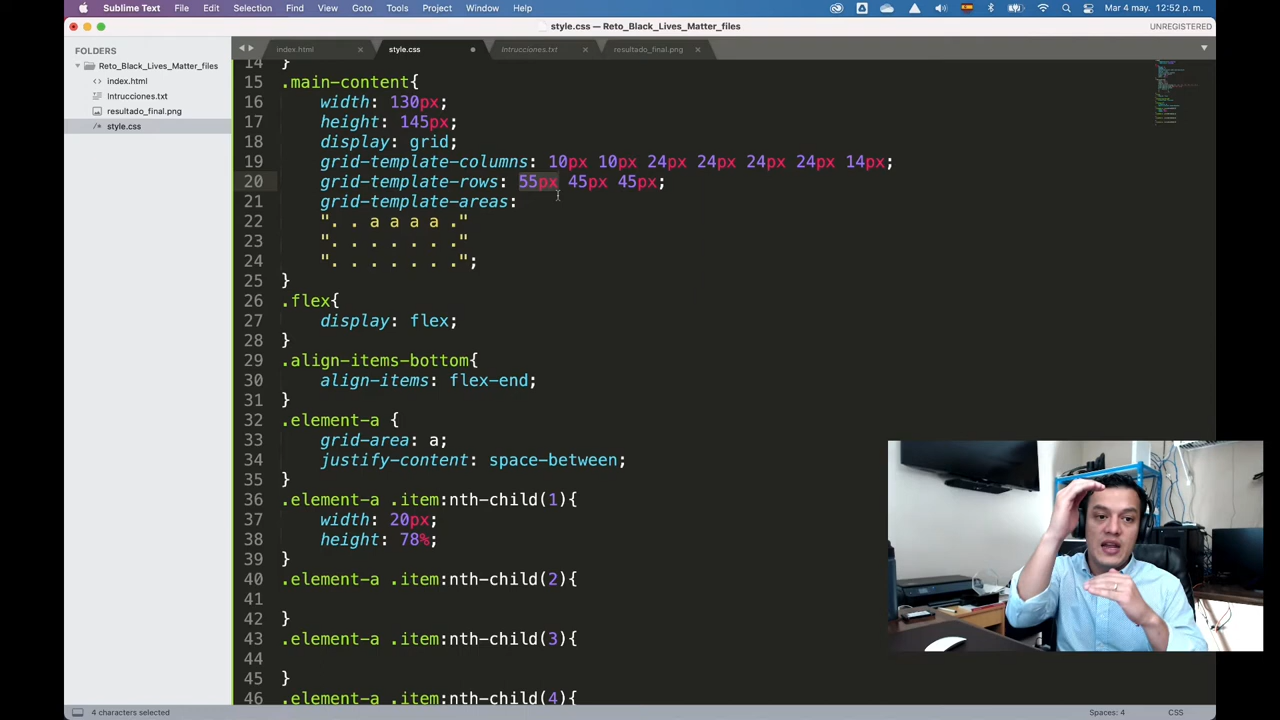 Sublime Text File Edit Selection Find View Goto Tools Project Window Help Mar 4 mayo 12:52 p. m.
style.css — Reto_Black_Lives_Matter_files UNREGISTERED
FOLDERS
Reto_Black_Lives_Matter_files
index.html
Intrucciones.txt
resultado_final.png
style.css
index.html style.css Intrucciones.txt resultado_final.png
14 }
15 .main-content{
16 width: 130px;
17 height: 145px;
18 display: grid;
19 grid-template-columns: 10px 10px 24px 24px 24px 24px 14px;
20 grid-template-rows: 55px 45px 45px;
21 grid-template-areas:
22 ". . a a a a ."
23 ". . . . . . ."
24 ". . . . . . .";
25 }
26 .flex{
27 display: flex;
28 }
29 .align-items-bottom{
30 align-items: flex-end;
31 }
32 .element-a {
33 grid-area: a;
34 justify-content: space-between;
35 }
36 .element-a .item:nth-child(1){
37 width: 20px;
38 height: 78%;
39 }
40 .element-a .item:nth-child(2){
41
42 }
43 .element-a .item:nth-child(3){
44
45 }
46 .element-a .item:nth-child(4){
4 characters selected Spaces: 4 CSS